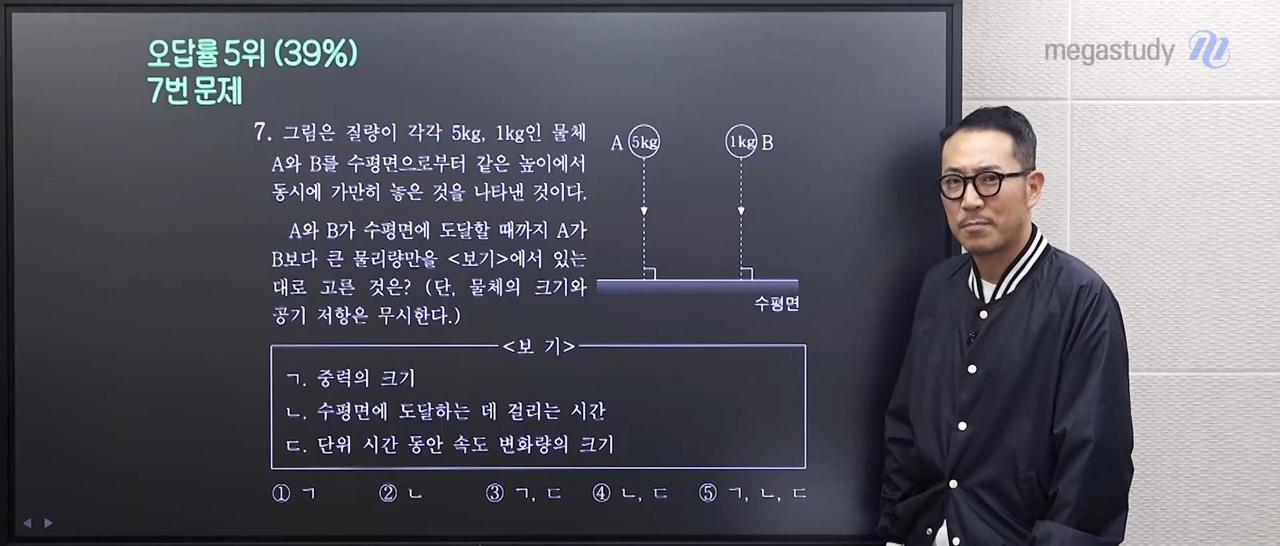 오답률 5위 (39%)
7번 문제
megastudy
7. 그림은 질량이 각각 5kg, 1kg인 물체
A와 B를 수평면으로부터 같은 높이에서
동시에 가만히 놓은 것을 나타낸 것이다.
A와 B가 수평면에 도달할 때까지 A가
B보다 큰 물리량만을 <보기>에서 있는
대로 고른 것은? (단, 물체의 크기와
공기 저항은 무시한다.)
A 5kg 1kg B
수평면
<보 기>
ㄱ. 중력의 크기
ㄴ. 수평면에 도달하는 데 걸리는 시간
ㄷ. 단위 시간 동안 속도 변화량의 크기
① ㄱ ② ㄴ ③ ㄱ, ㄷ ④ ㄴ, ㄷ ⑤ ㄱ, ㄴ, ㄷ